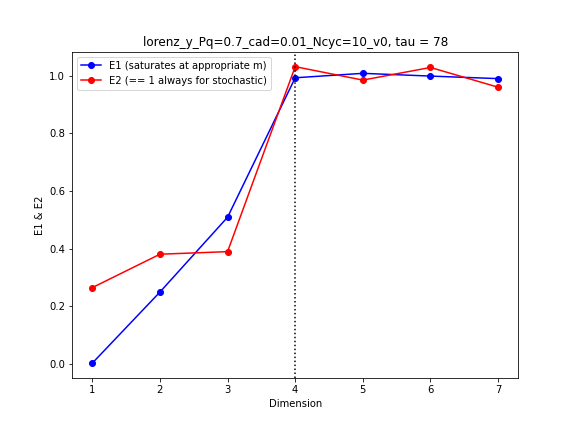 lorenz_y_Pq=0.7_cad=0.01_Ncyc=10_v0, tau = 78
E1 (saturates at appropriate m)
E2 (== 1 always for stochastic)
E1 & E2
1.0
0.8
0.6
0.4
0.2
0.0
1 2 3 4 5 6 7
Dimension